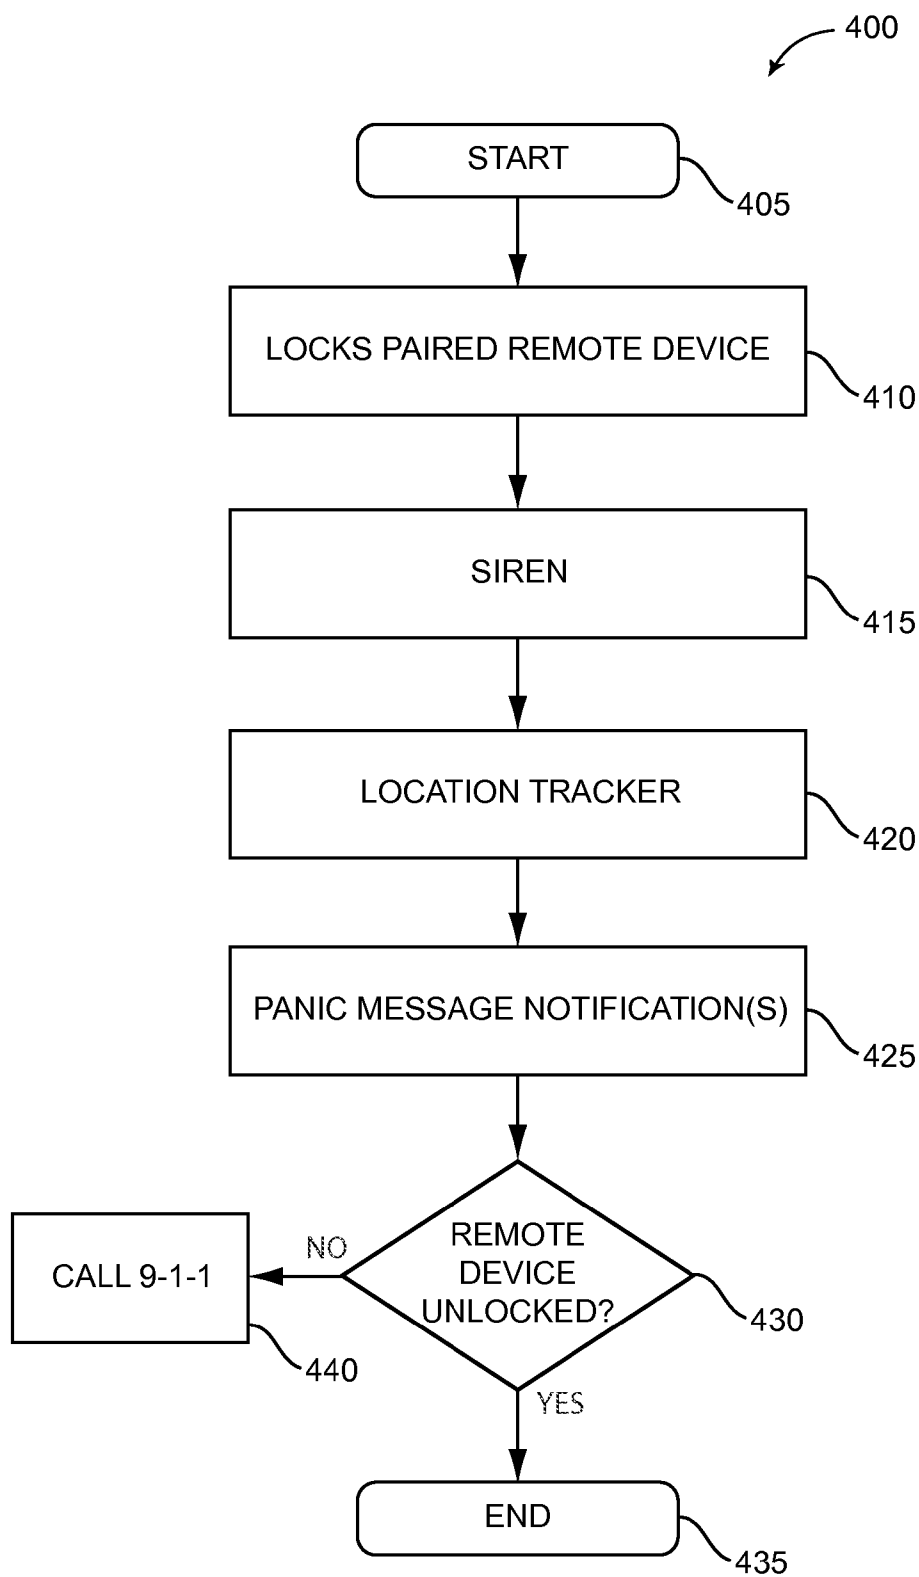 400
START
405
LOCKS PAIRED REMOTE DEVICE
410
SIREN
415
LOCATION TRACKER
420
PANIC MESSAGE NOTIFICATION(S)
425
REMOTE
DEVICE
UNLOCKED?
430
NO
CALL 9-1-1
440
YES
END
435